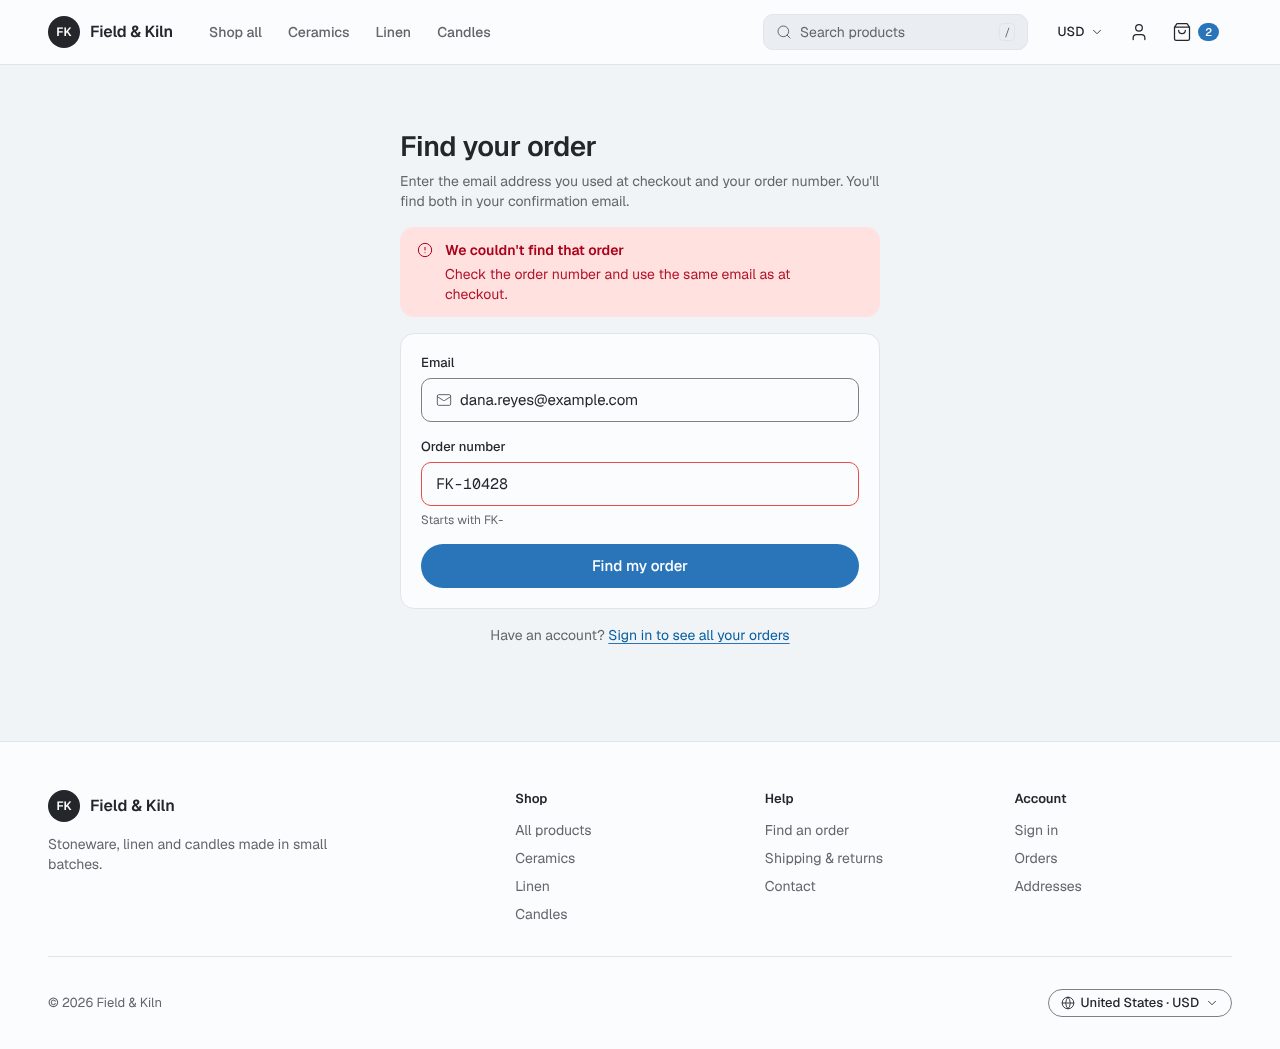 FK Field & Kiln Shop all Ceramics Linen Candles Search products / USD 2
Find your order
Enter the email address you used at checkout and your order number. You'll
find both in your confirmation email.
We couldn't find that order
Check the order number and use the same email as at
checkout.
Email
dana.reyes@example.com
Order number
FK-10428
Starts with FK-
Find my order
Have an account? Sign in to see all your orders
FK Field & Kiln
Stoneware, linen and candles made in small
batches.
Shop
All products
Ceramics
Linen
Candles
Help
Find an order
Shipping & returns
Contact
Account
Sign in
Orders
Addresses
© 2026 Field & Kiln
United States · USD